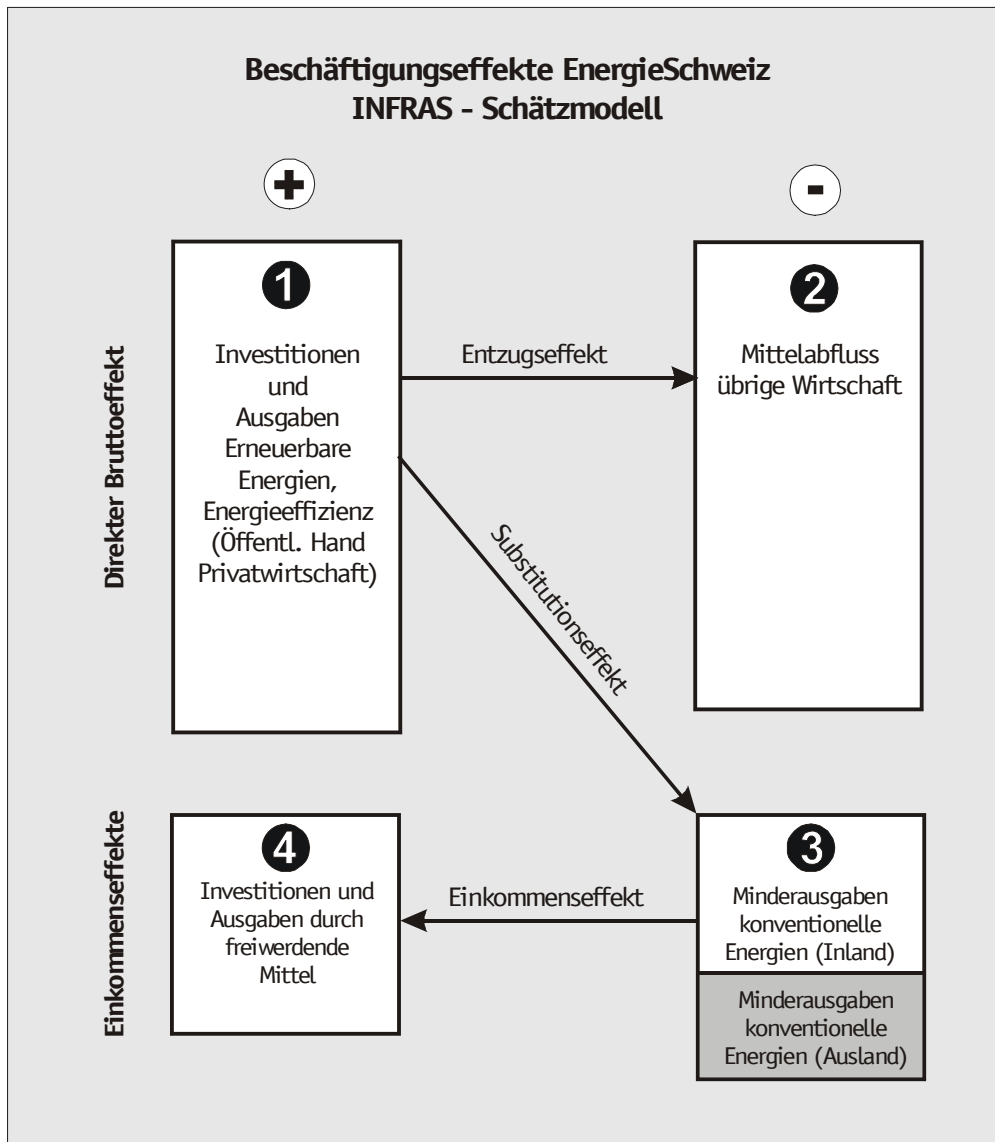 Beschäftigungseffekte EnergieSchweiz
INFRAS - Schätzmodell
+
-
Direkter Bruttoeffekt
1
Investitionen
und
Ausgaben
Erneuerbare
Energien,
Energieeffizienz
(Öffentl. Hand
Privatwirtschaft)
Entzugseffekt
2
Mittelabfluss
übrige Wirtschaft
Substitutionseffekt
Einkommenseffekte
4
Investitionen und
Ausgaben durch
freiwerdende
Mittel
Einkommenseffekt
3
Minderausgaben
konventionelle
Energien (Inland)
Minderausgaben
konventionelle
Energien (Ausland)